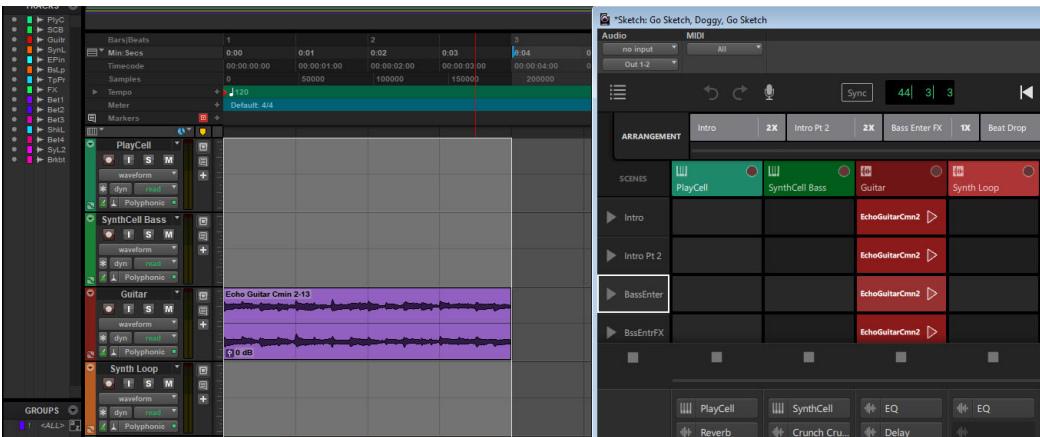 TRACKS
PlyC
SCB
Guitr
SynL
EPin
BsLp
TpPr
FX
Bet1
Bet2
Bet3
ShkL
Bet4
SyL2
Brkbt
GROUPS
! <ALL>
Bars|Beats 1 2 3
Min:Secs 0:00 0:01 0:02 0:03 0:04 0
Timecode 00:00:00:00 00:00:01:00 00:00:02:00 00:00:03:00 00:00:04:00
Samples 0 50000 100000 150000 200000
Tempo 120
Meter Default: 4/4
Markers
PlayCell
I S M
waveform
dyn read
Polyphonic
SynthCell Bass
I S M
waveform
dyn read
Polyphonic
Guitar
I S M
waveform
dyn read
Polyphonic
Echo Guitar Cmin 2-13
0 dB
Synth Loop
I S M
waveform
dyn read
Polyphonic
*Sketch: Go Sketch, Doggy, Go Sketch
Audio MIDI
no input All
Out 1-2
Sync 44| 3| 3
ARRANGEMENT Intro 2X Intro Pt 2 2X Bass Enter FX 1X Beat Drop
SCENES PlayCell SynthCell Bass Guitar Synth Loop
Intro EchoGuitarCmn2
Intro Pt 2 EchoGuitarCmn2
BassEnter EchoGuitarCmn2
BssEntrFX EchoGuitarCmn2
PlayCell SynthCell EQ EQ
Reverb Crunch Cru... Delay